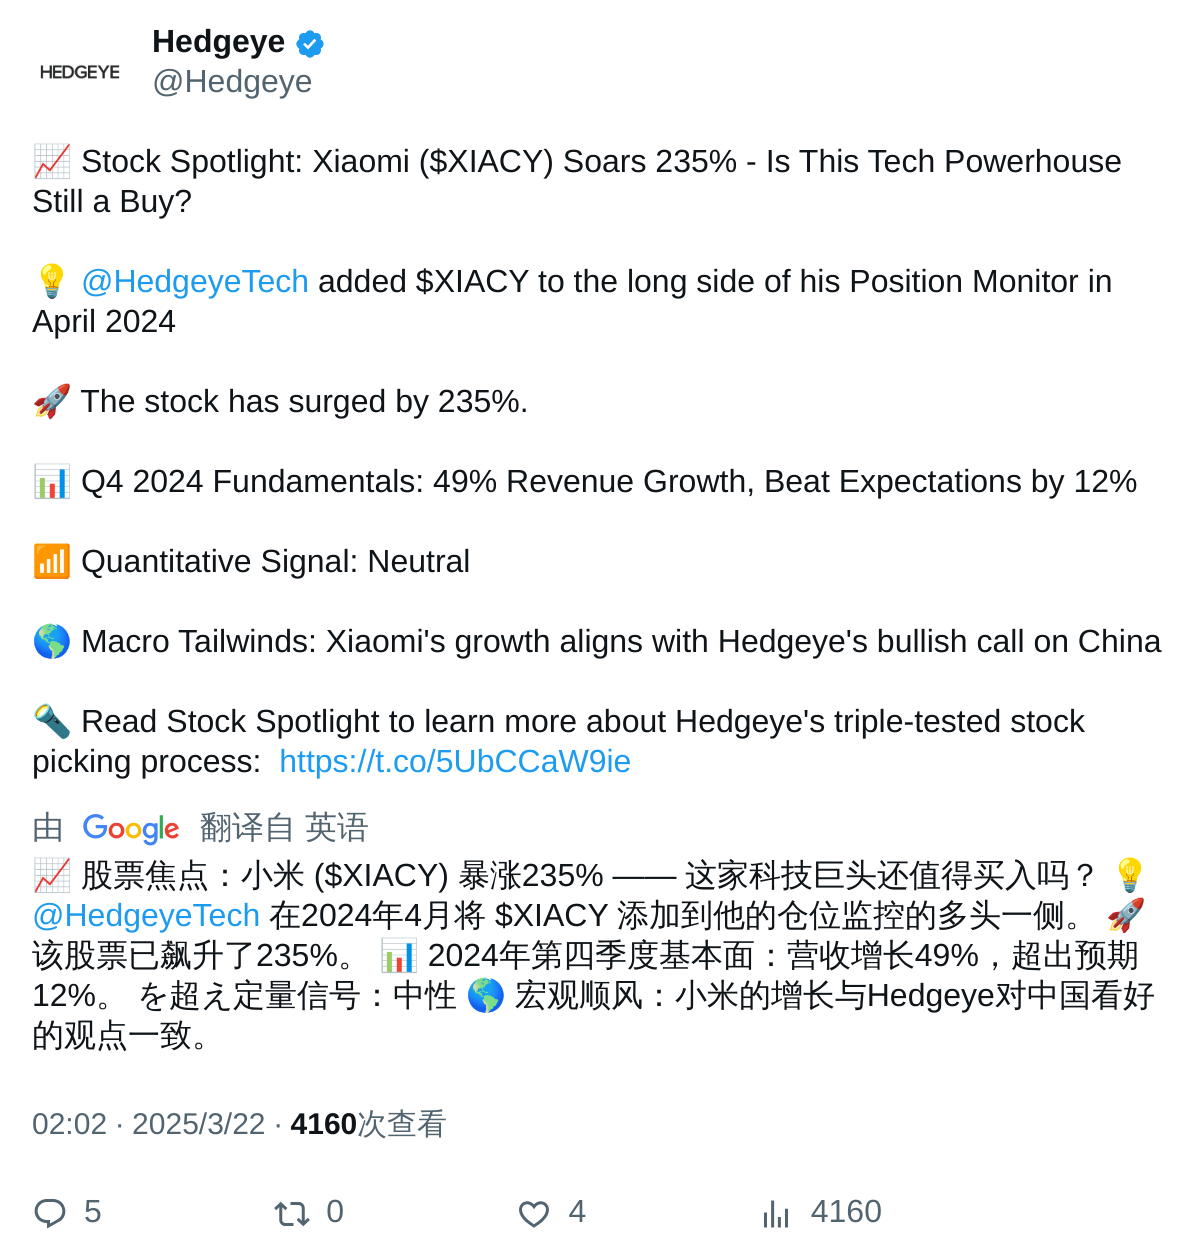 HEDGEYE
Hedgeye
@Hedgeye
📈 Stock Spotlight: Xiaomi ($XIACY) Soars 235% - Is This Tech Powerhouse
Still a Buy?
💡 @HedgeyeTech added $XIACY to the long side of his Position Monitor in
April 2024
🚀 The stock has surged by 235%.
📊 Q4 2024 Fundamentals: 49% Revenue Growth, Beat Expectations by 12%
📶 Quantitative Signal: Neutral
🌎 Macro Tailwinds: Xiaomi's growth aligns with Hedgeye's bullish call on China
🔦 Read Stock Spotlight to learn more about Hedgeye's triple-tested stock
picking process:  https://t.co/5UbCCaW9ie
由 Google 翻译自 英语
📈 股票焦点：小米 ($XIACY) 暴涨235% —— 这家科技巨头还值得买入吗？ 💡
@HedgeyeTech 在2024年4月将 $XIACY 添加到他的仓位监控的多头一侧。 🚀
该股票已飙升了235%。 📊 2024年第四季度基本面：营收增长49%，超出预期
12%。 を超え定量信号：中性 🌎 宏观顺风：小米的增长与Hedgeye对中国看好
的观点一致。
02:02 · 2025/3/22 · 4160次查看
5 0 4 4160